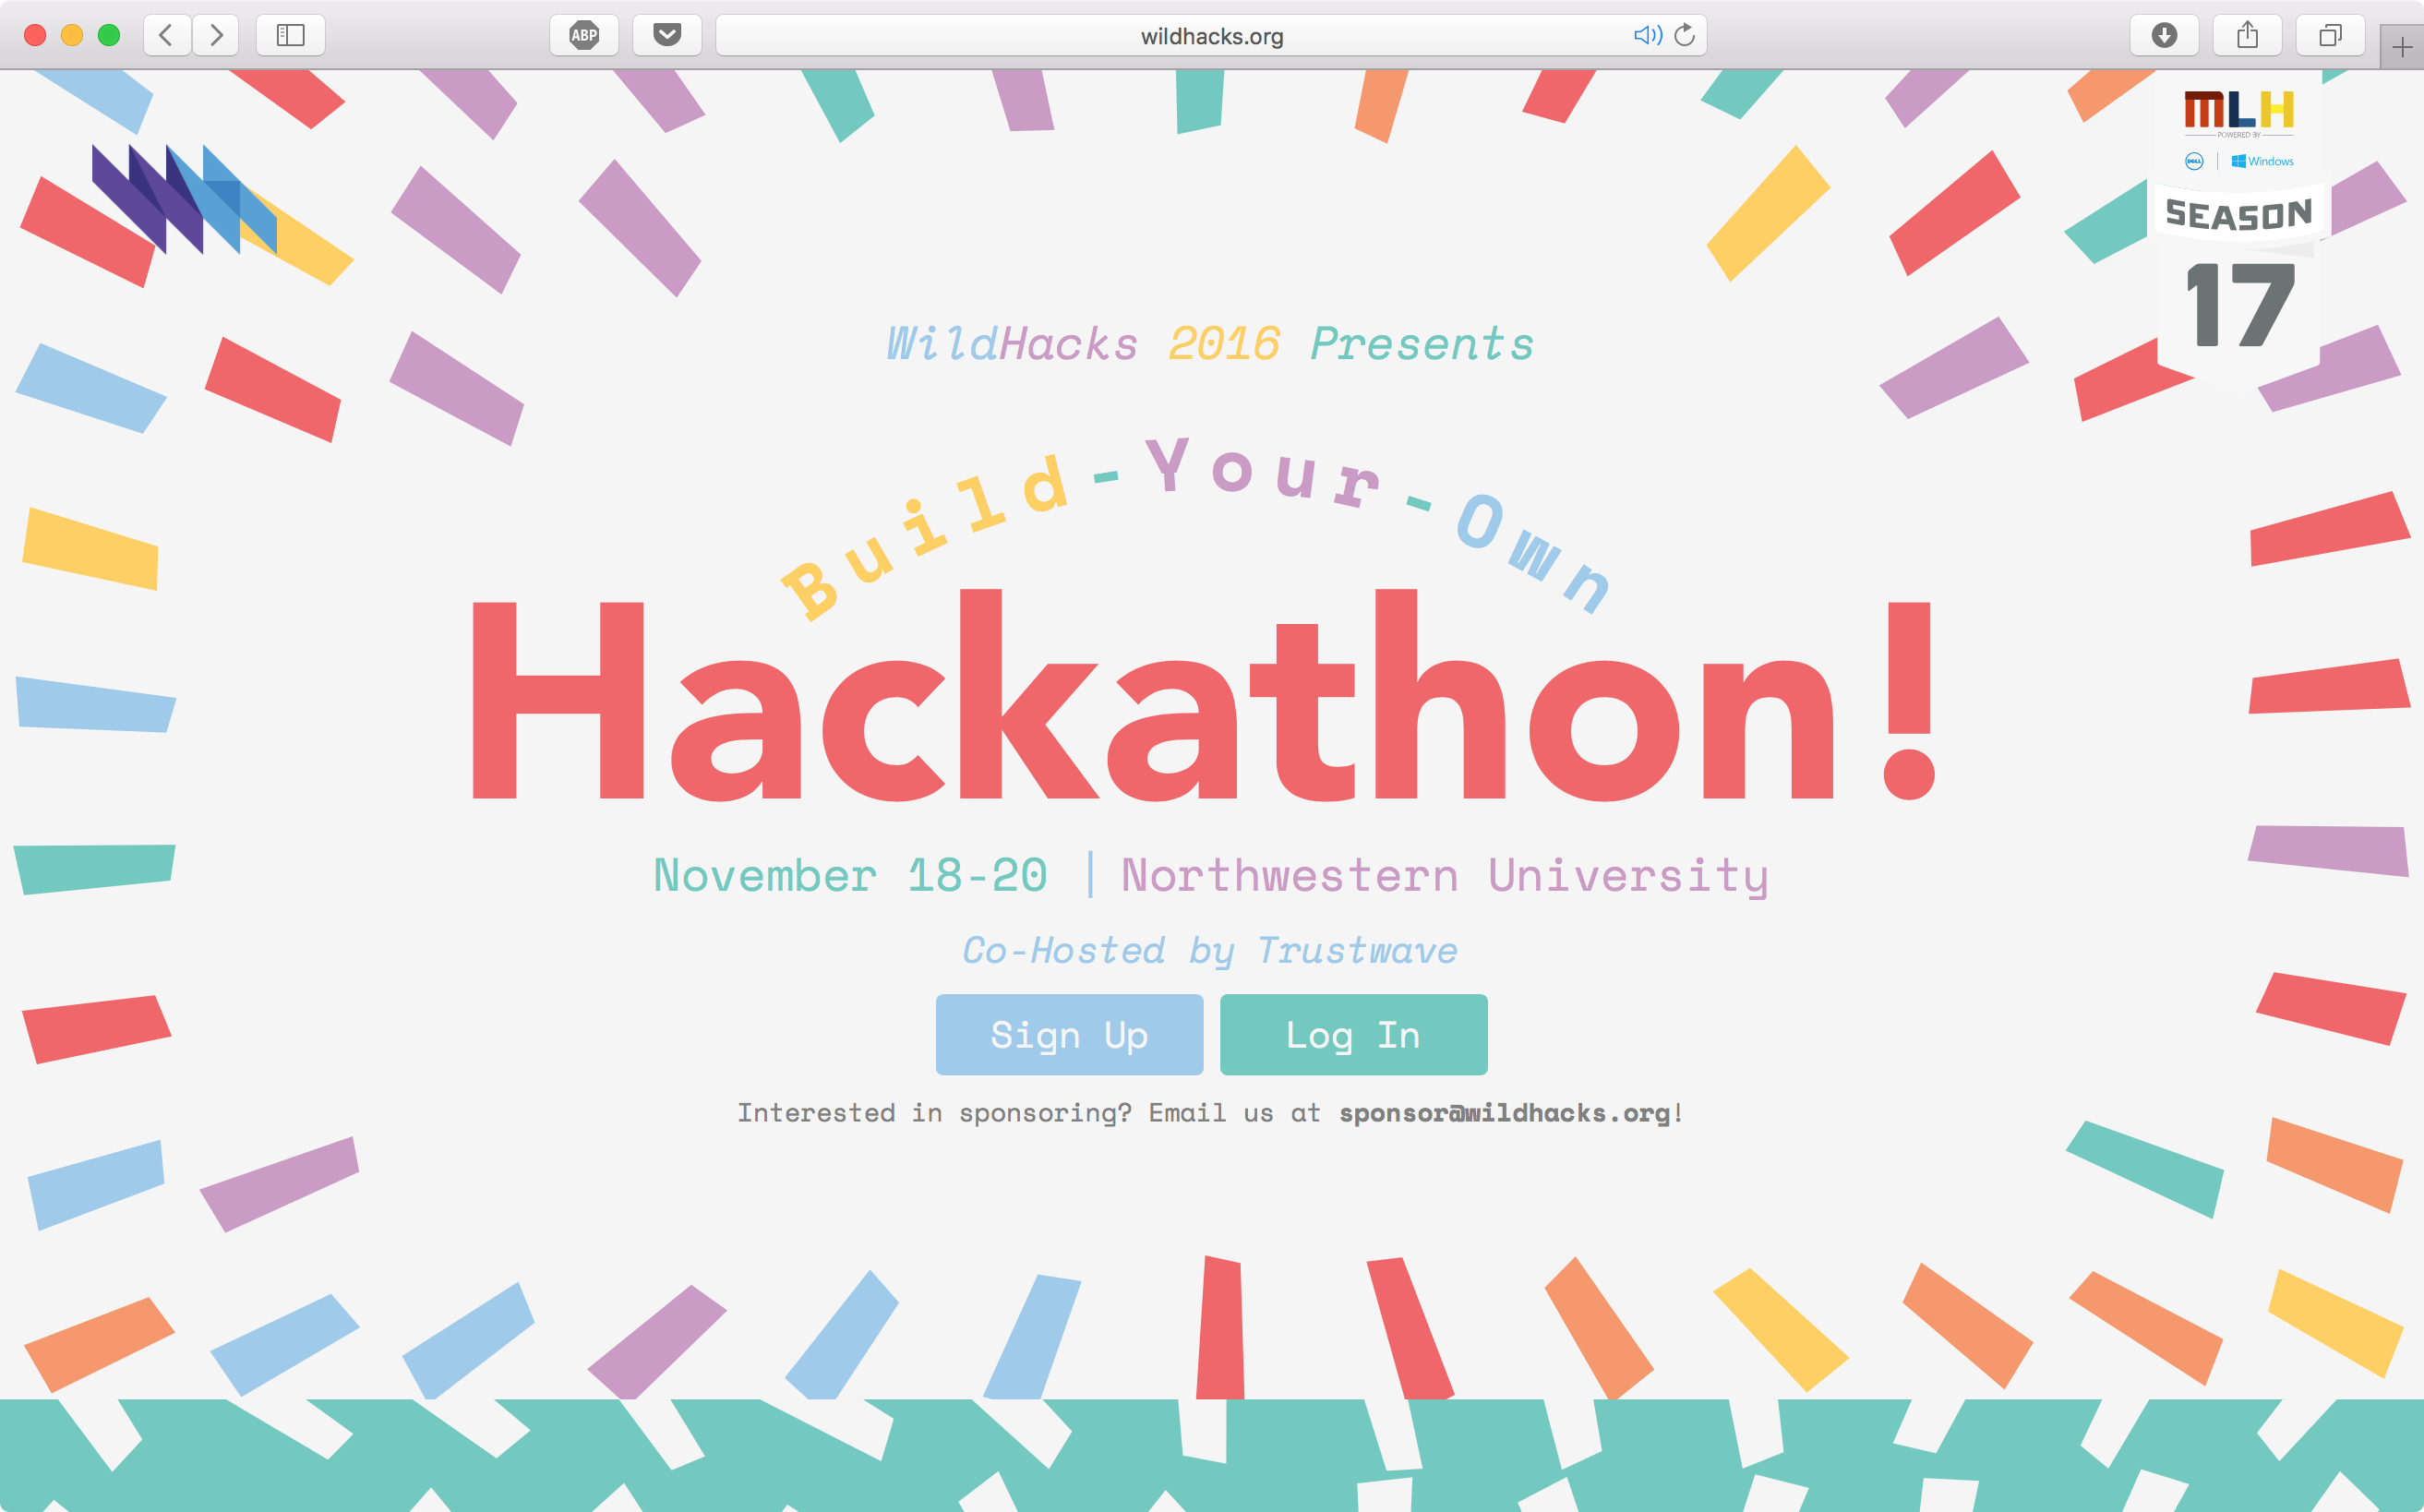 ABP
wildhacks.org
MLH
POWERED BY
DELL
Windows
SEASON
17
WildHacks 2016 Presents
Build-Your-Own
Hackathon!
November 18-20 | Northwestern University
Co-Hosted by Trustwave
Sign Up
Log In
Interested in sponsoring? Email us at sponsor@wildhacks.org!